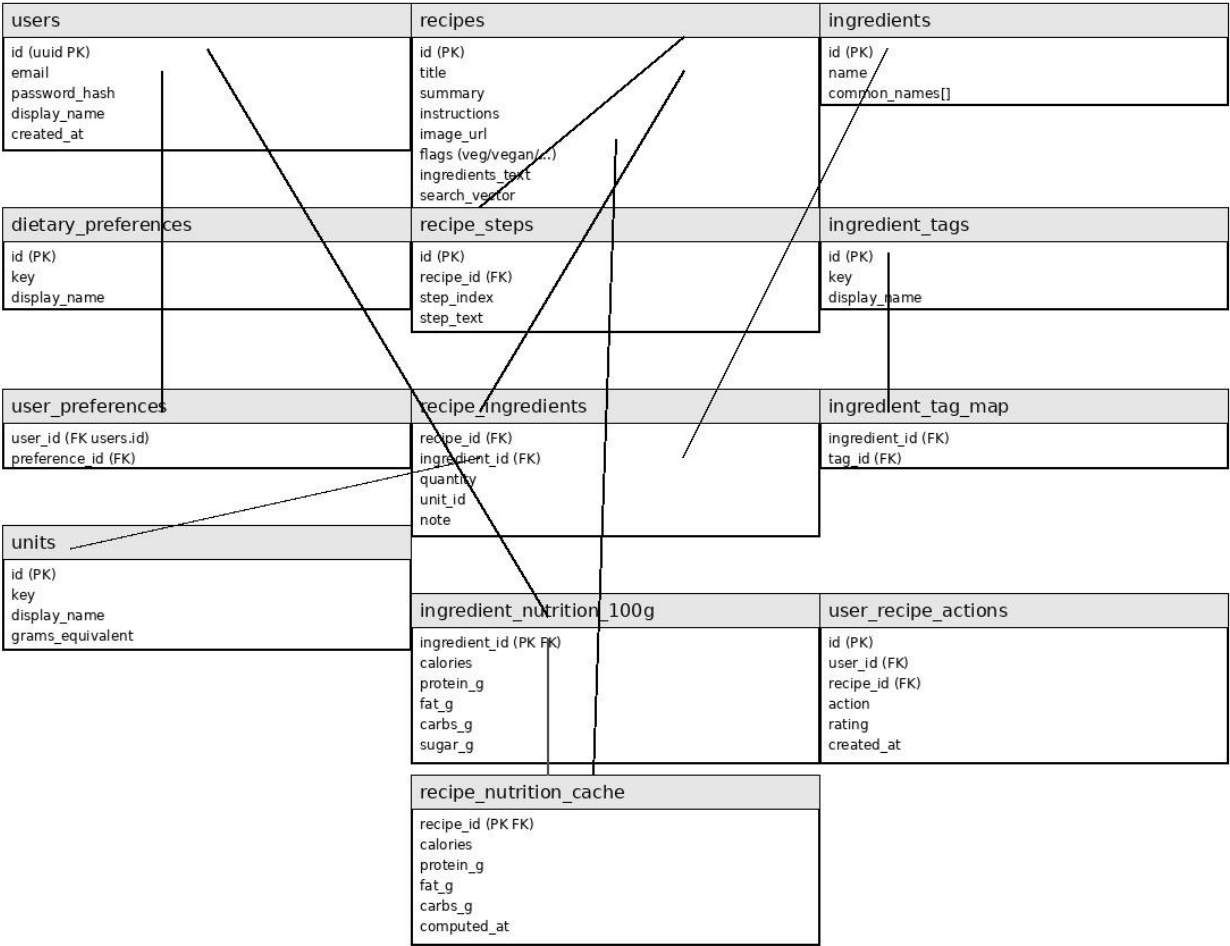 users
id (uuid PK)
email
password_hash
display_name
created_at
recipes
id (PK)
title
summary
instructions
image_url
flags (veg/vegan/...)
ingredients_text
search_vector
ingredients
id (PK)
name
common_names[]
dietary_preferences
id (PK)
key
display_name
recipe_steps
id (PK)
recipe_id (FK)
step_index
step_text
ingredient_tags
id (PK)
key
display_name
user_preferences
user_id (FK users.id)
preference_id (FK)
recipe_ingredients
recipe_id (FK)
ingredient_id (FK)
quantity
unit_id
note
ingredient_tag_map
ingredient_id (FK)
tag_id (FK)
units
id (PK)
key
display_name
grams_equivalent
ingredient_nutrition_100g
ingredient_id (PK FK)
calories
protein_g
fat_g
carbs_g
sugar_g
user_recipe_actions
id (PK)
user_id (FK)
recipe_id (FK)
action
rating
created_at
recipe_nutrition_cache
recipe_id (PK FK)
calories
protein_g
fat_g
carbs_g
computed_at